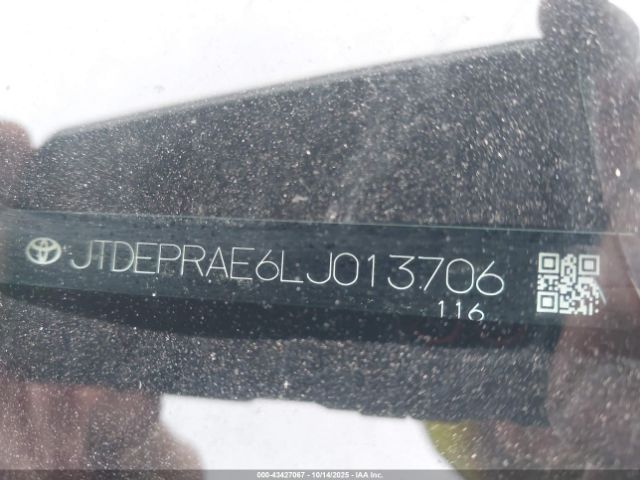 JTDEPRAE6LJ013706
116
000-43427067 - 10/14/2025 - IAA Inc.